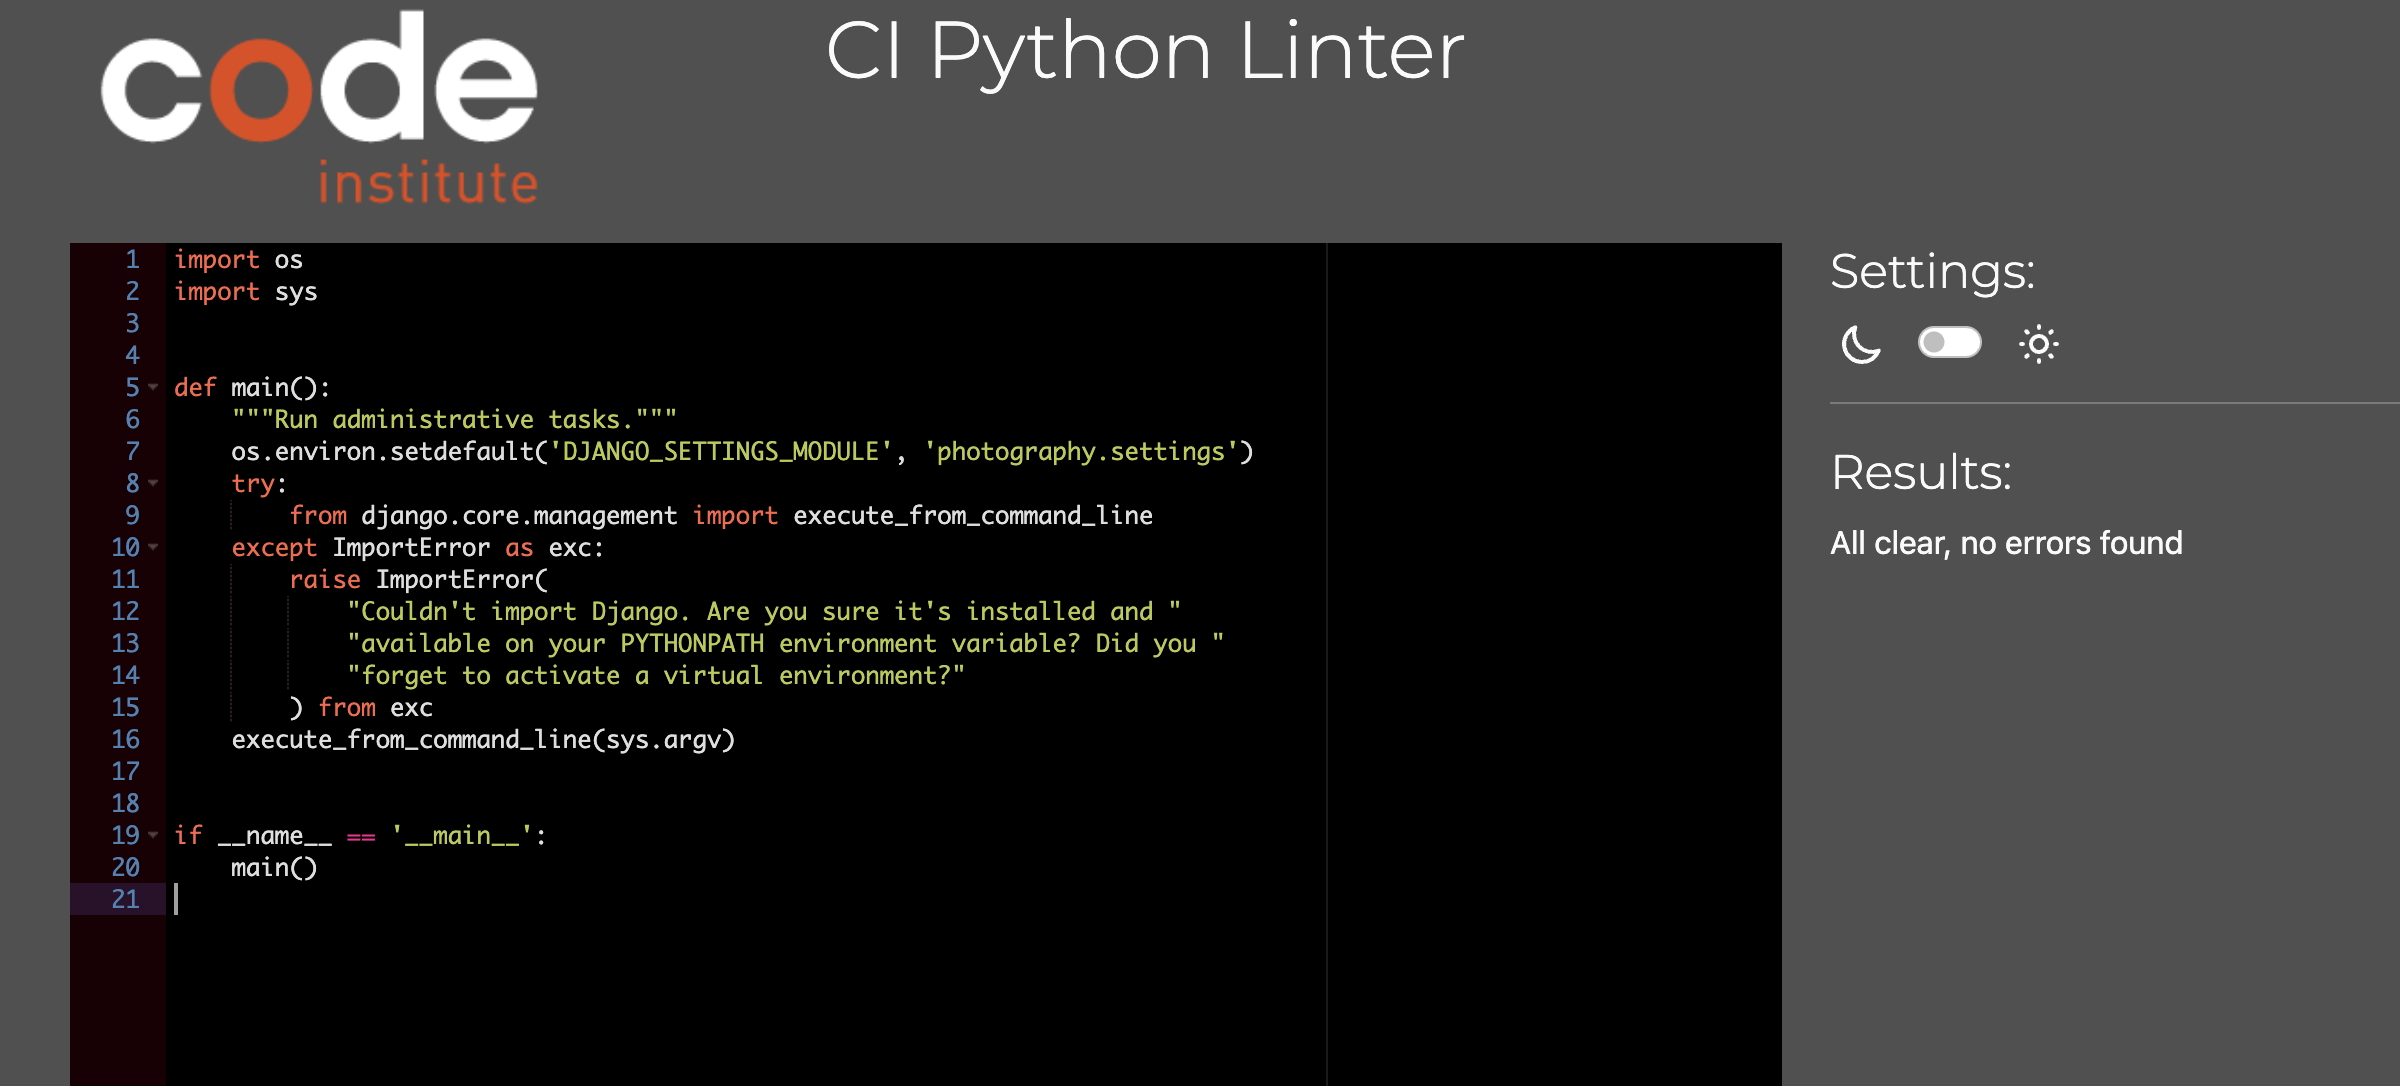 code
institute
CI Python Linter
1 import os
2 import sys
3
4
5 def main():
6     """Run administrative tasks."""
7     os.environ.setdefault('DJANGO_SETTINGS_MODULE', 'photography.settings')
8     try:
9         from django.core.management import execute_from_command_line
10     except ImportError as exc:
11         raise ImportError(
12             "Couldn't import Django. Are you sure it's installed and "
13             "available on your PYTHONPATH environment variable? Did you "
14             "forget to activate a virtual environment?"
15         ) from exc
16     execute_from_command_line(sys.argv)
17
18
19 if __name__ == '__main__':
20     main()
21
Settings:
Results:
All clear, no errors found